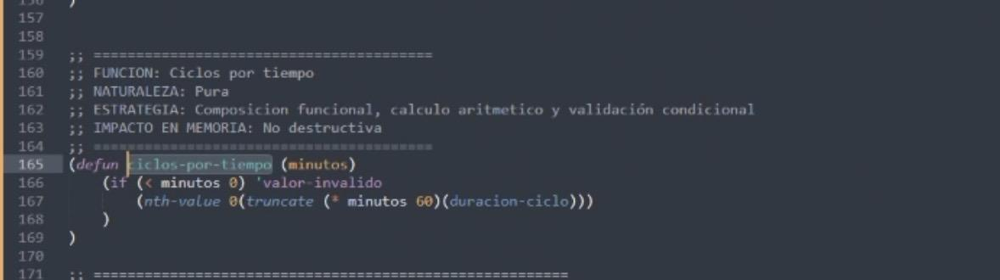 156 )
157
158
159 ;; ========================================
160 ;; FUNCION: Ciclos por tiempo
161 ;; NATURALEZA: Pura
162 ;; ESTRATEGIA: Composicion funcional, calculo aritmetico y validación condicional
163 ;; IMPACTO EN MEMORIA: No destructiva
164 ;; ========================================
165 (defun ciclos-por-tiempo (minutos)
166 (if (< minutos 0) 'valor-invalido
167 (nth-value 0(truncate (* minutos 60)(duracion-ciclo)))
168 )
169 )
170
171 ;; ========================================================